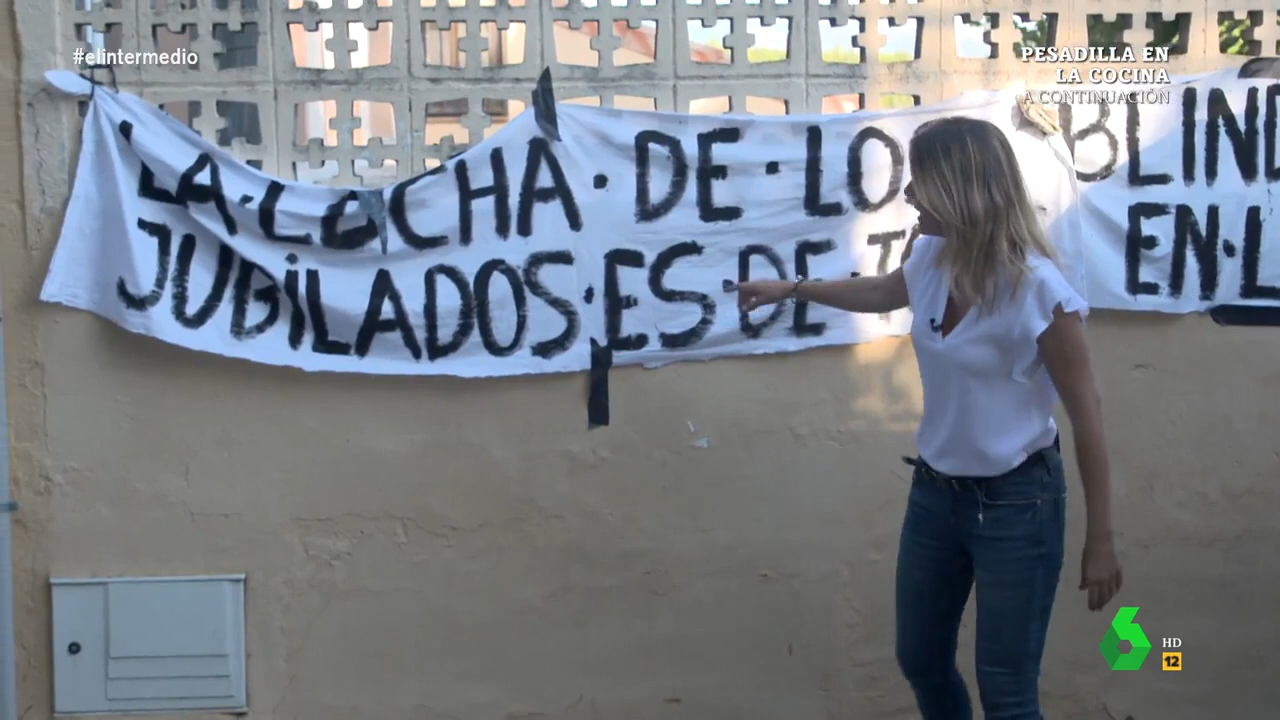 #elintermedio
PESADILLA EN
LA COCINA
A CONTINUACIÓN
LA·LUCHA·DE·LO
JUBiLADOS·ES·DE·T
BLIND
EN·L
HD
12